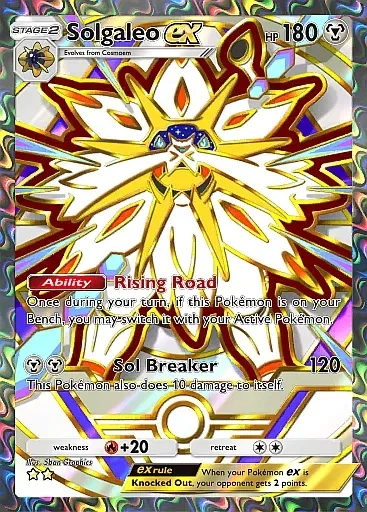 STAGE2 Solgaleo ex HP 180
Evolves from Cosmoem
Ability Rising Road
Once during your turn, if this Pokémon is on your
Bench, you may switch it with your Active Pokémon.
Sol Breaker 120
This Pokémon also does 10 damage to itself.
weakness +20 retreat
Illus. Sban Graphics
ex rule When your Pokémon ex is
Knocked Out, your opponent gets 2 points.